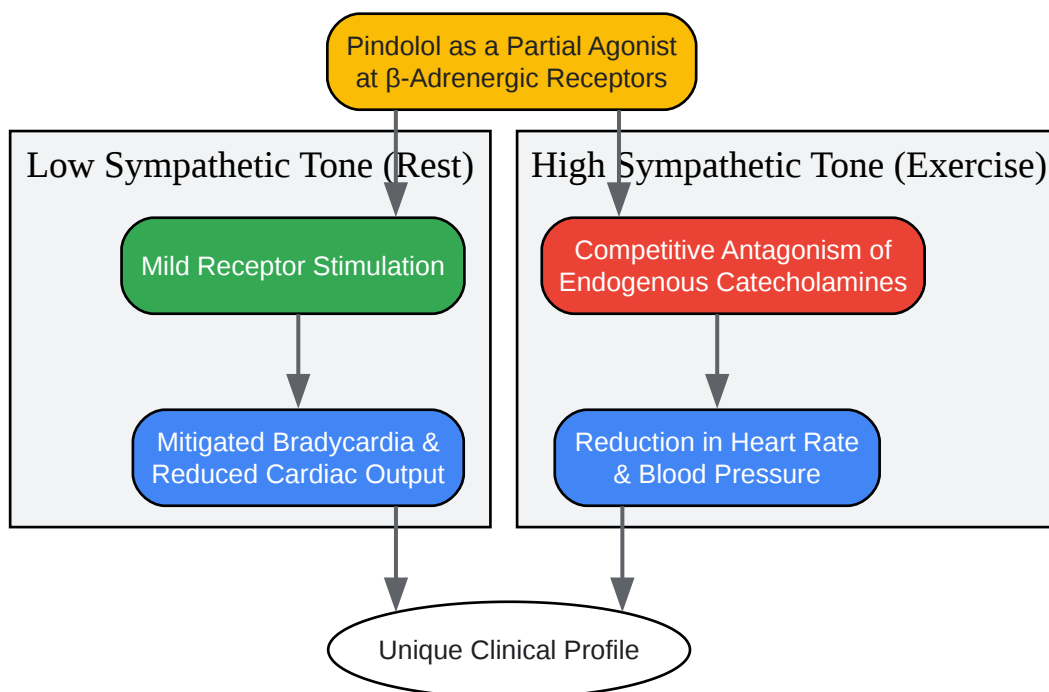 Pindolol as a Partial Agonist
at β-Adrenergic Receptors
Low Sympathetic Tone (Rest)
High Sympathetic Tone (Exercise)
Mild Receptor Stimulation
Competitive Antagonism of
Endogenous Catecholamines
Mitigated Bradycardia &
Reduced Cardiac Output
Reduction in Heart Rate
& Blood Pressure
Unique Clinical Profile